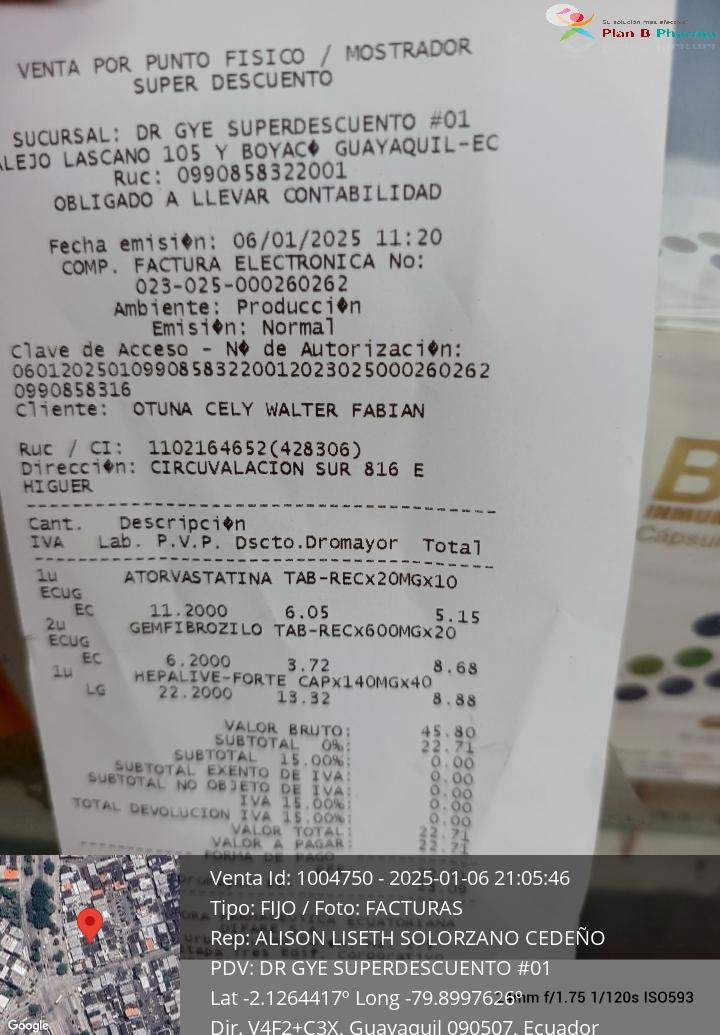 Su solución más efectiva
Plan B Pharma
VENTA POR PUNTO FISICO / MOSTRADOR
SUPER DESCUENTO
SUCURSAL: DR GYE SUPERDESCUENTO #01
ALEJO LASCANO 105 Y BOYAC� GUAYAQUIL-EC
Ruc: 0990858322001
OBLIGADO A LLEVAR CONTABILIDAD
Fecha emisi�n: 06/01/2025 11:20
COMP. FACTURA ELECTRONICA No:
023-025-000260262
Ambiente: Producci�n
Emisi�n: Normal
Clave de Acceso - N� de Autorizaci�n:
060120250109908583220012023025000260262
0990858316
Cliente: OTUNA CELY WALTER FABIAN
Ruc / CI: 1102164652(428306)
Direcci�n: CIRCUVALACION SUR 816 E
HIGUER
Cant. Descripci�n
IVA Lab. P.V.P. Dscto.Dromayor Total
1u ATORVASTATINA TAB-RECx20MGx10
ECUG
EC 11.2000 6.05 5.15
2u GEMFIBROZILO TAB-RECx600MGx20
ECUG
EC 6.2000 3.72 8.68
1u HEPALIVE-FORTE CAPx140MGx40
LG 22.2000 13.32 8.88
VALOR BRUTO: 45.80
SUBTOTAL 0%: 22.71
SUBTOTAL 15.00%: 0.00
SUBTOTAL EXENTO DE IVA: 0.00
SUBTOTAL NO OBJETO DE IVA: 0.00
IVA 15.00%: 0.00
TOTAL DEVOLUCION IVA 15.00%: 0.00
VALOR TOTAL: 22.71
VALOR A PAGAR: 22.71
FORMA DE PAGO
B
INMUN
Cápsu
Venta Id: 1004750 - 2025-01-06 21:05:46
Tipo: FIJO / Foto: FACTURAS
Rep: ALISON LISETH SOLORZANO CEDEÑO
PDV: DR GYE SUPERDESCUENTO #01
Lat -2.1264417º Long -79.8997626º
mm f/1.75 1/120s ISO593
Dir. V4F2+C3X, Guayaquil 090507, Ecuador
Google